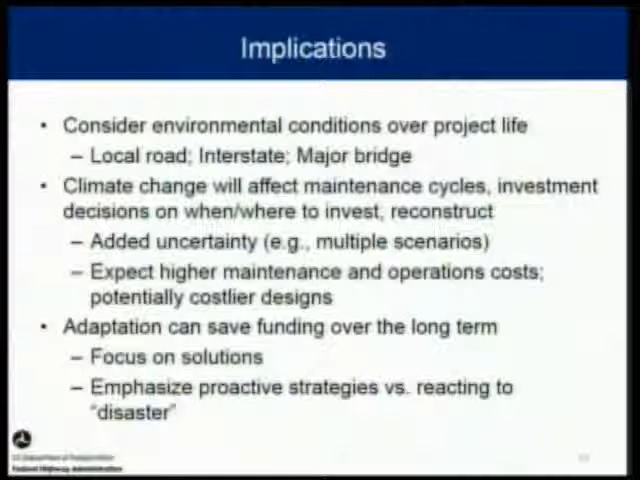 Implications
• Consider environmental conditions over project life
– Local road; Interstate; Major bridge
• Climate change will affect maintenance cycles, investment
decisions on when/where to invest, reconstruct
– Added uncertainty (e.g., multiple scenarios)
– Expect higher maintenance and operations costs;
potentially costlier designs
• Adaptation can save funding over the long term
– Focus on solutions
– Emphasize proactive strategies vs. reacting to
“disaster”
Federal Highway Administration